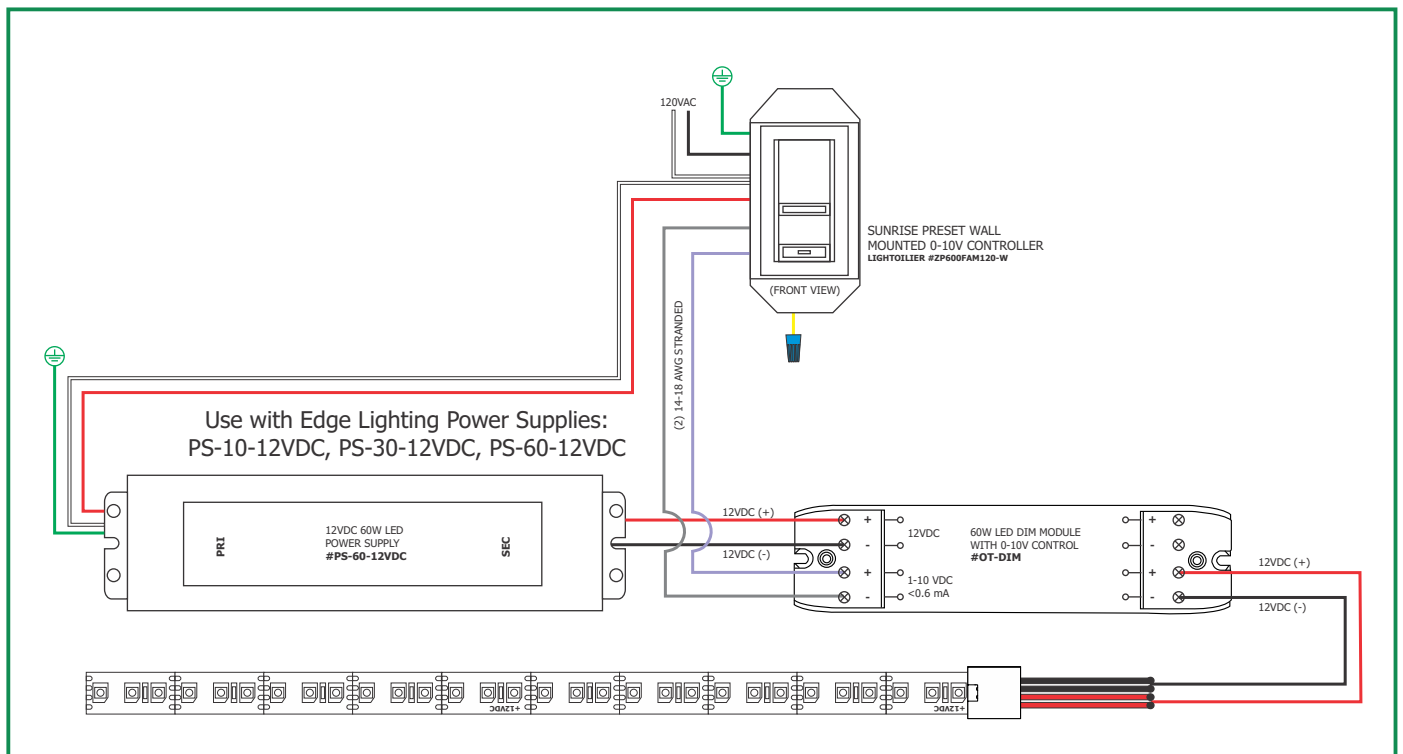 120VAC
SUNRISE PRESET WALL
MOUNTED 0-10V CONTROLLER
LIGHTOILIER #ZP600FAM120-W
(FRONT VIEW)
(2) 14-18 AWG STRANDED
Use with Edge Lighting Power Supplies:
PS-10-12VDC, PS-30-12VDC, PS-60-12VDC
PRI
12VDC 60W LED
POWER SUPPLY
#PS-60-12VDC
SEC
12VDC (+)
12VDC (-)
+
-
+
-
12VDC
1-10 VDC
<0.6 mA
60W LED DIM MODULE
WITH 0-10V CONTROL
#OT-DIM
+
-
+
-
12VDC (+)
12VDC (-)
+12VDC
+12VDC